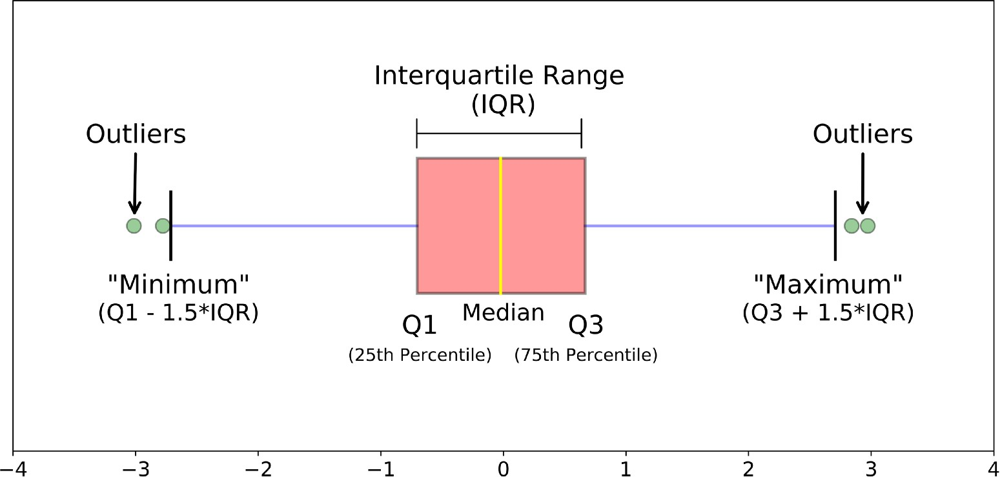 Interquartile Range
(IQR)
Outliers
Outliers
"Minimum"
(Q1 - 1.5*IQR)
"Maximum"
(Q3 + 1.5*IQR)
Median
Q1
Q3
(25th Percentile)
(75th Percentile)
−4 −3 −2 −1 0 1 2 3 4